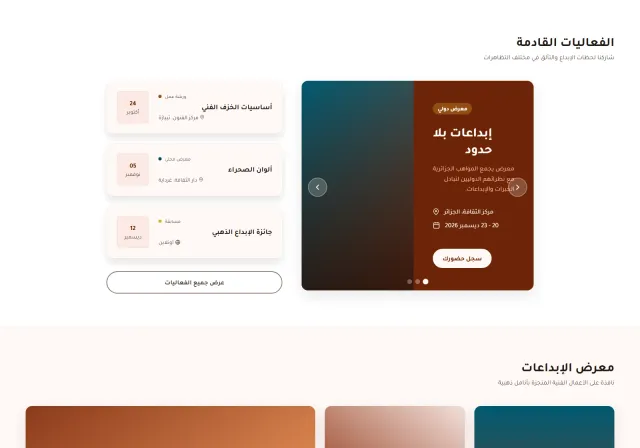 الفعاليات القادمة
شاركنا لحظات الإبداع والتألق في مختلف التظاهرات
معرض دولي
إبداعات بلا
حدود
معرض يجمع المواهب الجزائرية
مع نظرائهم الدوليين لتبادل
الخبرات والإبداعات.
مركز الثقافة، الجزائر
20 - 23 ديسمبر 2026
سجل حضورك
24
أكتوبر
ورشة عمل
أساسيات الخزف الفني
مركز الفنون، تيبازة
05
نوفمبر
معرض محلي
ألوان الصحراء
دار الثقافة، غرداية
12
ديسمبر
مسابقة
جائزة الإبداع الذهبي
أونلاين
عرض جميع الفعاليات
معرض الإبداعات
نافذة على الأعمال الفنية المنجزة بأنامل ذهبية